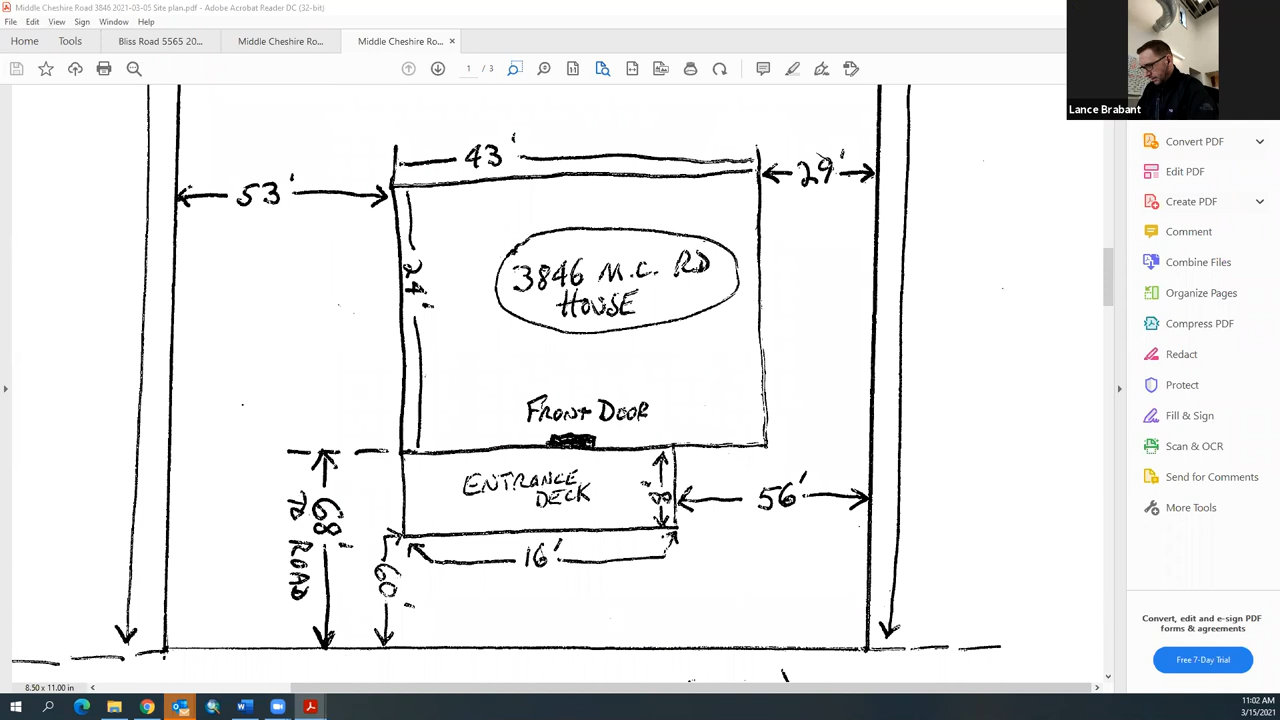 Middle Cheshire Road 3846 2021-03-05 Site plan.pdf - Adobe Acrobat Reader DC (32-bit)
File Edit View Sign Window Help
Home Tools Bliss Road 5565 20... Middle Cheshire Ro... Middle Cheshire Ro... ×
1 / 3
Lance Brabant
43'
53'
29'
24'
3846 M.C. RD
HOUSE
FRONT DOOR
ENTRANCE
DECK
8'
56'
16'
68'
TO ROAD
60'
Convert PDF
Edit PDF
Create PDF
Comment
Combine Files
Organize Pages
Compress PDF
Redact
Protect
Fill & Sign
Scan & OCR
Send for Comments
More Tools
Convert, edit and e-sign PDF
forms & agreements
Free 7-Day Trial
8.50 x 11.00 in
11:02 AM
3/15/2021